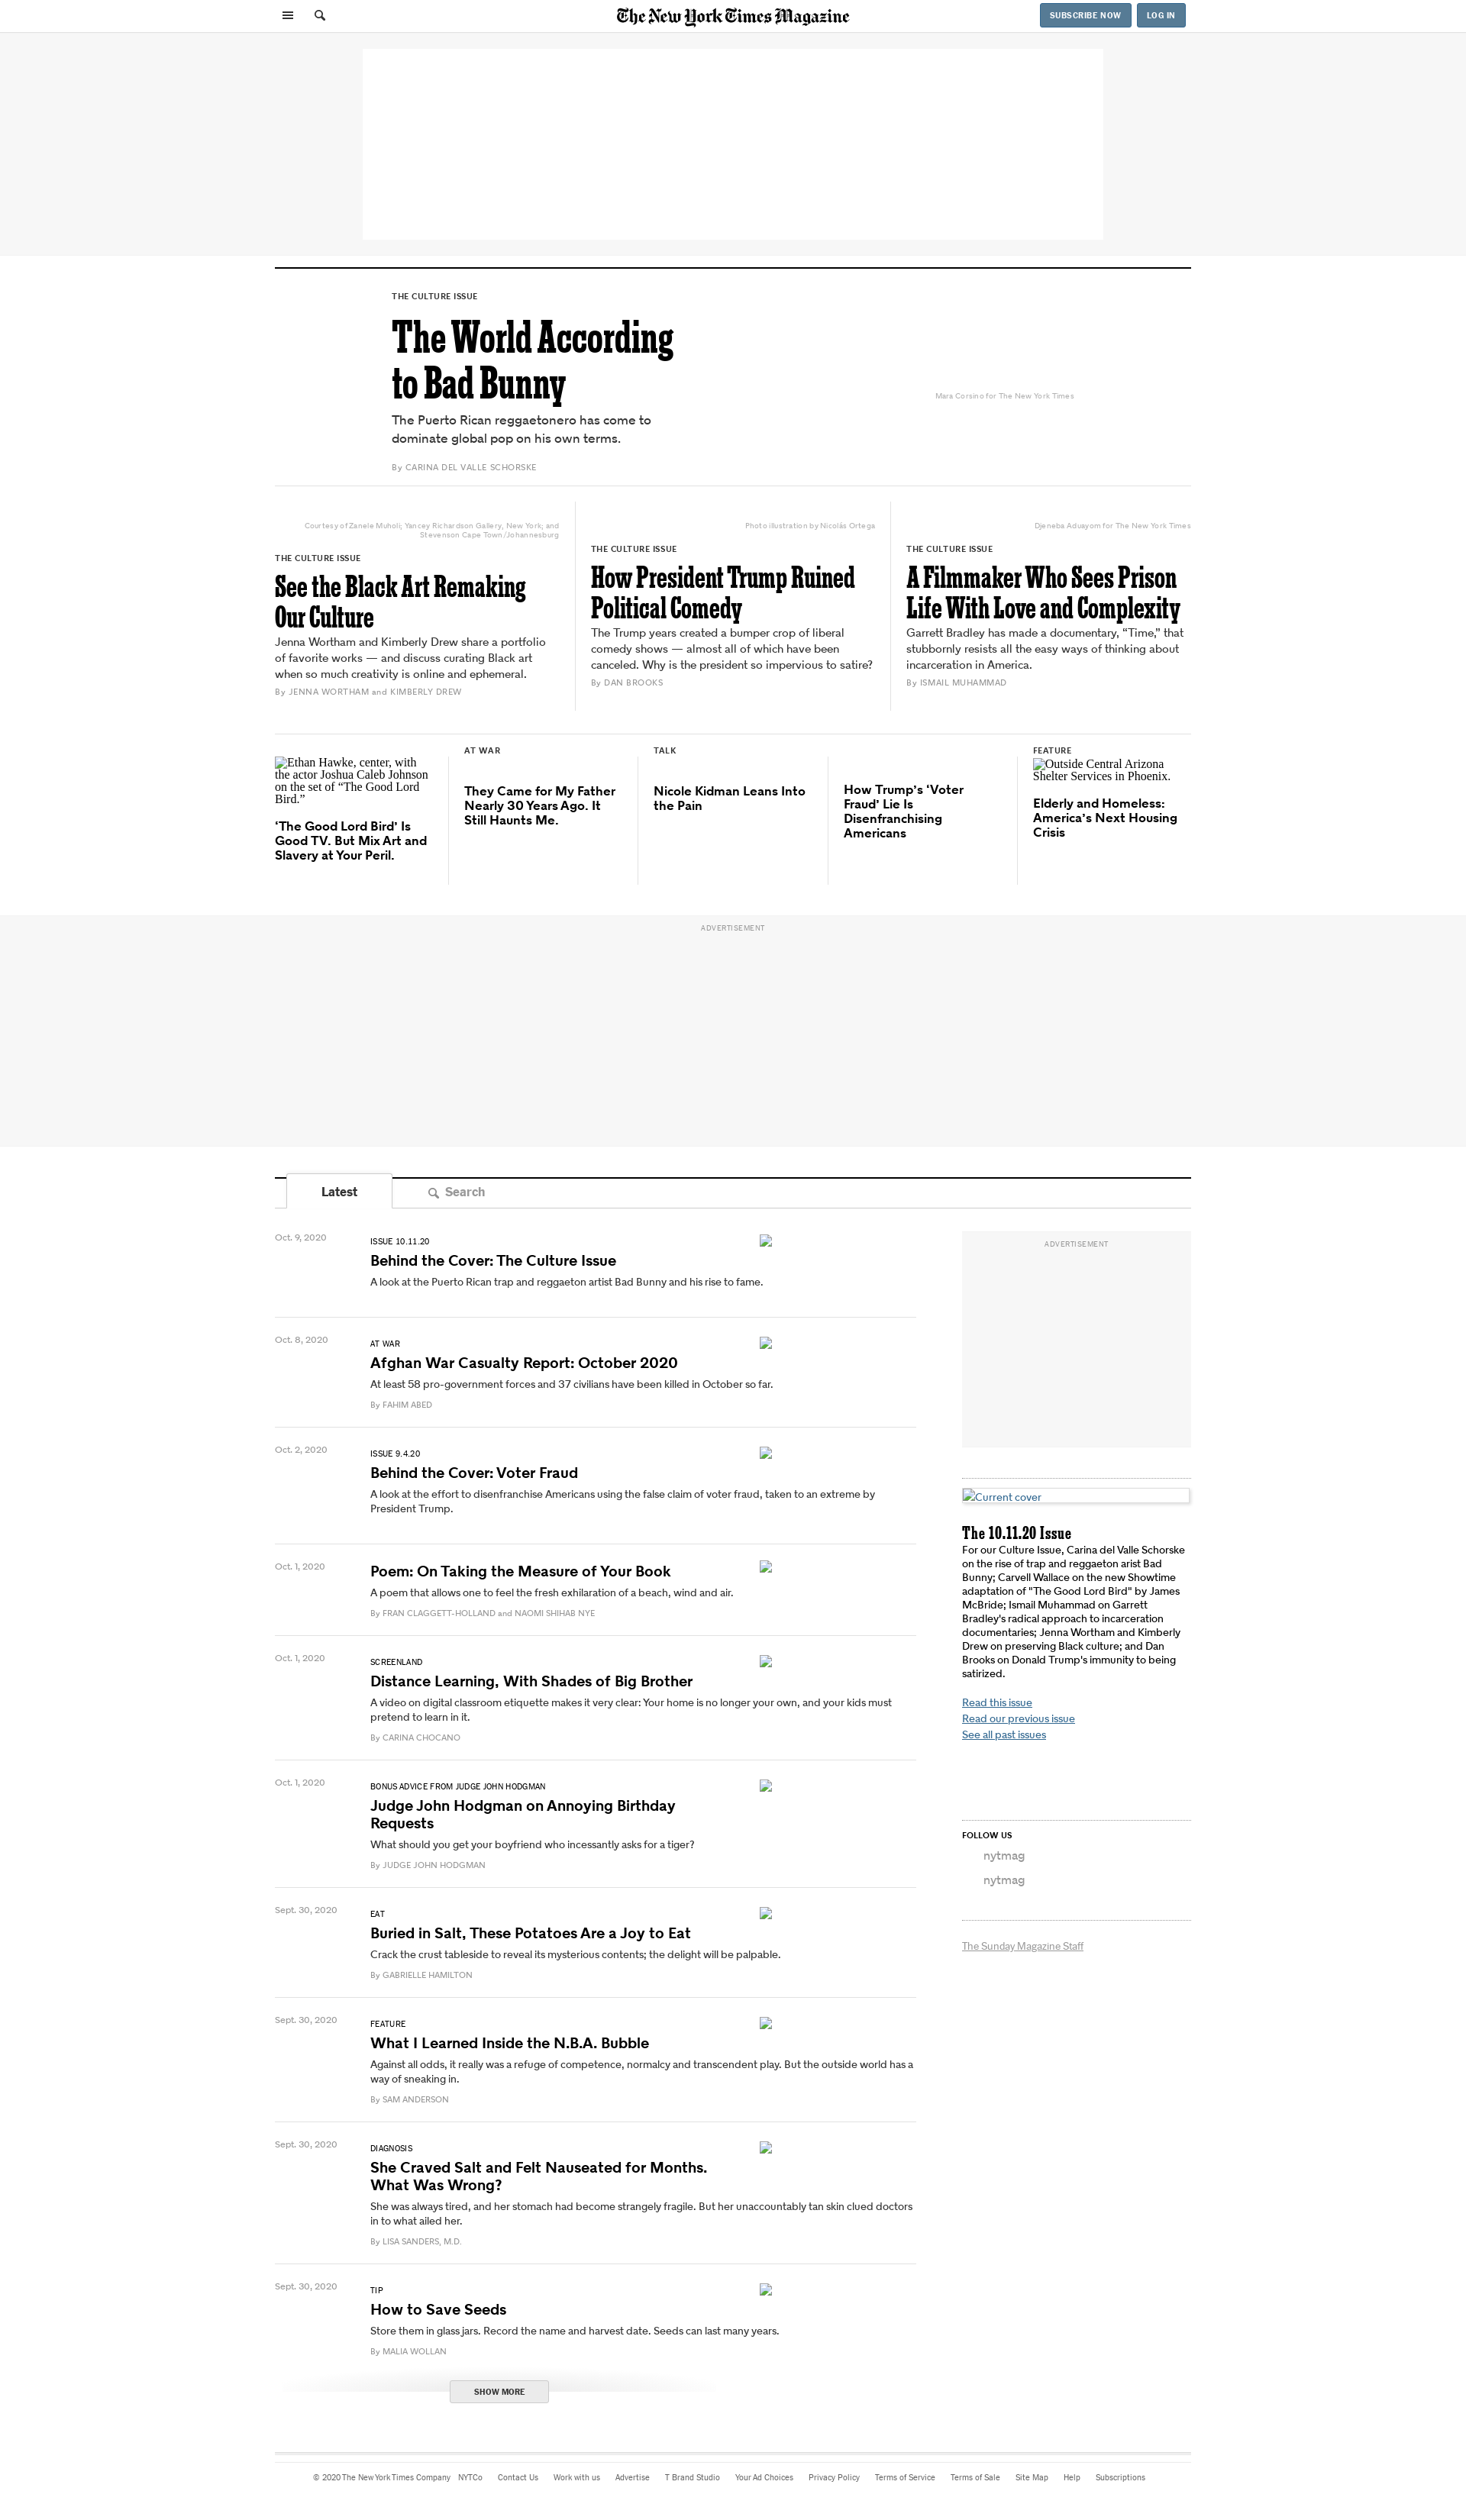 The New York Times Magazine
SUBSCRIBE NOW
LOG IN
THE CULTURE ISSUE
The World According
to Bad Bunny
The Puerto Rican reggaetonero has come to
dominate global pop on his own terms.
By CARINA DEL VALLE SCHORSKE
Mara Corsino for The New York Times
Courtesy of Zanele Muholi; Yancey Richardson Gallery, New York; and
Stevenson Cape Town/Johannesburg
THE CULTURE ISSUE
See the Black Art Remaking
Our Culture
Jenna Wortham and Kimberly Drew share a portfolio
of favorite works — and discuss curating Black art
when so much creativity is online and ephemeral.
By JENNA WORTHAM and KIMBERLY DREW
Photo illustration by Nicolás Ortega
THE CULTURE ISSUE
How President Trump Ruined
Political Comedy
The Trump years created a bumper crop of liberal
comedy shows — almost all of which have been
canceled. Why is the president so impervious to satire?
By DAN BROOKS
Djeneba Aduayom for The New York Times
THE CULTURE ISSUE
A Filmmaker Who Sees Prison
Life With Love and Complexity
Garrett Bradley has made a documentary, “Time,” that
stubbornly resists all the easy ways of thinking about
incarceration in America.
By ISMAIL MUHAMMAD
Ethan Hawke, center, with
the actor Joshua Caleb Johnson
on the set of “The Good Lord
Bird.”
‘The Good Lord Bird’ Is
Good TV. But Mix Art and
Slavery at Your Peril.
AT WAR
They Came for My Father
Nearly 30 Years Ago. It
Still Haunts Me.
TALK
Nicole Kidman Leans Into
the Pain
How Trump’s ‘Voter
Fraud’ Lie Is
Disenfranchising
Americans
FEATURE
Outside Central Arizona
Shelter Services in Phoenix.
Elderly and Homeless:
America’s Next Housing
Crisis
ADVERTISEMENT
Latest
Search
Oct. 9, 2020
ISSUE 10.11.20
Behind the Cover: The Culture Issue
A look at the Puerto Rican trap and reggaeton artist Bad Bunny and his rise to fame.
Oct. 8, 2020
AT WAR
Afghan War Casualty Report: October 2020
At least 58 pro-government forces and 37 civilians have been killed in October so far.
By FAHIM ABED
Oct. 2, 2020
ISSUE 9.4.20
Behind the Cover: Voter Fraud
A look at the effort to disenfranchise Americans using the false claim of voter fraud, taken to an extreme by
President Trump.
Oct. 1, 2020
Poem: On Taking the Measure of Your Book
A poem that allows one to feel the fresh exhilaration of a beach, wind and air.
By FRAN CLAGGETT-HOLLAND and NAOMI SHIHAB NYE
Oct. 1, 2020
SCREENLAND
Distance Learning, With Shades of Big Brother
A video on digital classroom etiquette makes it very clear: Your home is no longer your own, and your kids must
pretend to learn in it.
By CARINA CHOCANO
Oct. 1, 2020
BONUS ADVICE FROM JUDGE JOHN HODGMAN
Judge John Hodgman on Annoying Birthday
Requests
What should you get your boyfriend who incessantly asks for a tiger?
By JUDGE JOHN HODGMAN
Sept. 30, 2020
EAT
Buried in Salt, These Potatoes Are a Joy to Eat
Crack the crust tableside to reveal its mysterious contents; the delight will be palpable.
By GABRIELLE HAMILTON
Sept. 30, 2020
FEATURE
What I Learned Inside the N.B.A. Bubble
Against all odds, it really was a refuge of competence, normalcy and transcendent play. But the outside world has a
way of sneaking in.
By SAM ANDERSON
Sept. 30, 2020
DIAGNOSIS
She Craved Salt and Felt Nauseated for Months.
What Was Wrong?
She was always tired, and her stomach had become strangely fragile. But her unaccountably tan skin clued doctors
in to what ailed her.
By LISA SANDERS, M.D.
Sept. 30, 2020
TIP
How to Save Seeds
Store them in glass jars. Record the name and harvest date. Seeds can last many years.
By MALIA WOLLAN
SHOW MORE
ADVERTISEMENT
Current cover
The 10.11.20 Issue
For our Culture Issue, Carina del Valle Schorske
on the rise of trap and reggaeton arist Bad
Bunny; Carvell Wallace on the new Showtime
adaptation of "The Good Lord Bird" by James
McBride; Ismail Muhammad on Garrett
Bradley's radical approach to incarceration
documentaries; Jenna Wortham and Kimberly
Drew on preserving Black culture; and Dan
Brooks on Donald Trump's immunity to being
satirized.
Read this issue
Read our previous issue
See all past issues
FOLLOW US
nytmag
nytmag
The Sunday Magazine Staff
© 2020 The New York Times Company NYTCo Contact Us Work with us Advertise T Brand Studio Your Ad Choices Privacy Policy Terms of Service Terms of Sale Site Map Help Subscriptions